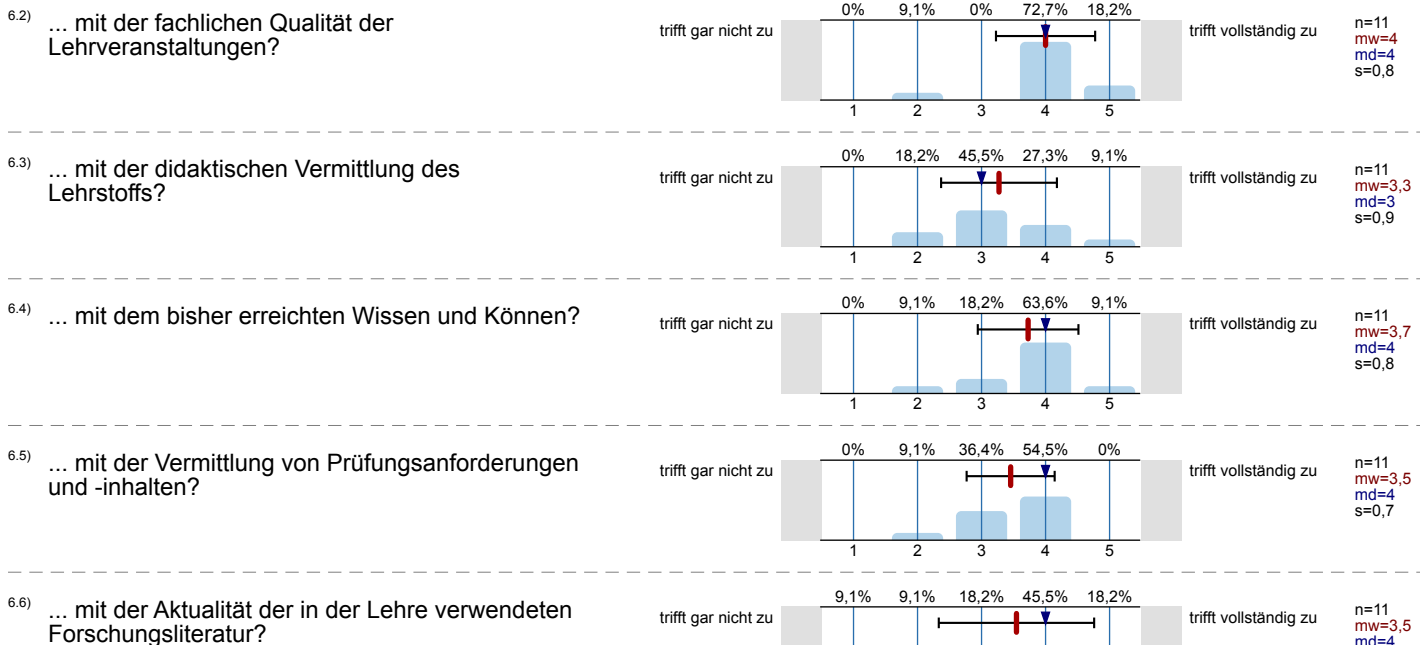 6.2) ... mit der fachlichen Qualität der
Lehrveranstaltungen?
trifft gar nicht zu
0% 9,1% 0% 72,7% 18,2%
1 2 3 4 5
trifft vollständig zu
n=11
mw=4
md=4
s=0,8
6.3) ... mit der didaktischen Vermittlung des
Lehrstoffs?
trifft gar nicht zu
0% 18,2% 45,5% 27,3% 9,1%
1 2 3 4 5
trifft vollständig zu
n=11
mw=3,3
md=3
s=0,9
6.4) ... mit dem bisher erreichten Wissen und Können?
trifft gar nicht zu
0% 9,1% 18,2% 63,6% 9,1%
1 2 3 4 5
trifft vollständig zu
n=11
mw=3,7
md=4
s=0,8
6.5) ... mit der Vermittlung von Prüfungsanforderungen
und -inhalten?
trifft gar nicht zu
0% 9,1% 36,4% 54,5% 0%
1 2 3 4 5
trifft vollständig zu
n=11
mw=3,5
md=4
s=0,7
6.6) ... mit der Aktualität der in der Lehre verwendeten
Forschungsliteratur?
trifft gar nicht zu
9,1% 9,1% 18,2% 45,5% 18,2%
trifft vollständig zu
n=11
mw=3,5
md=4